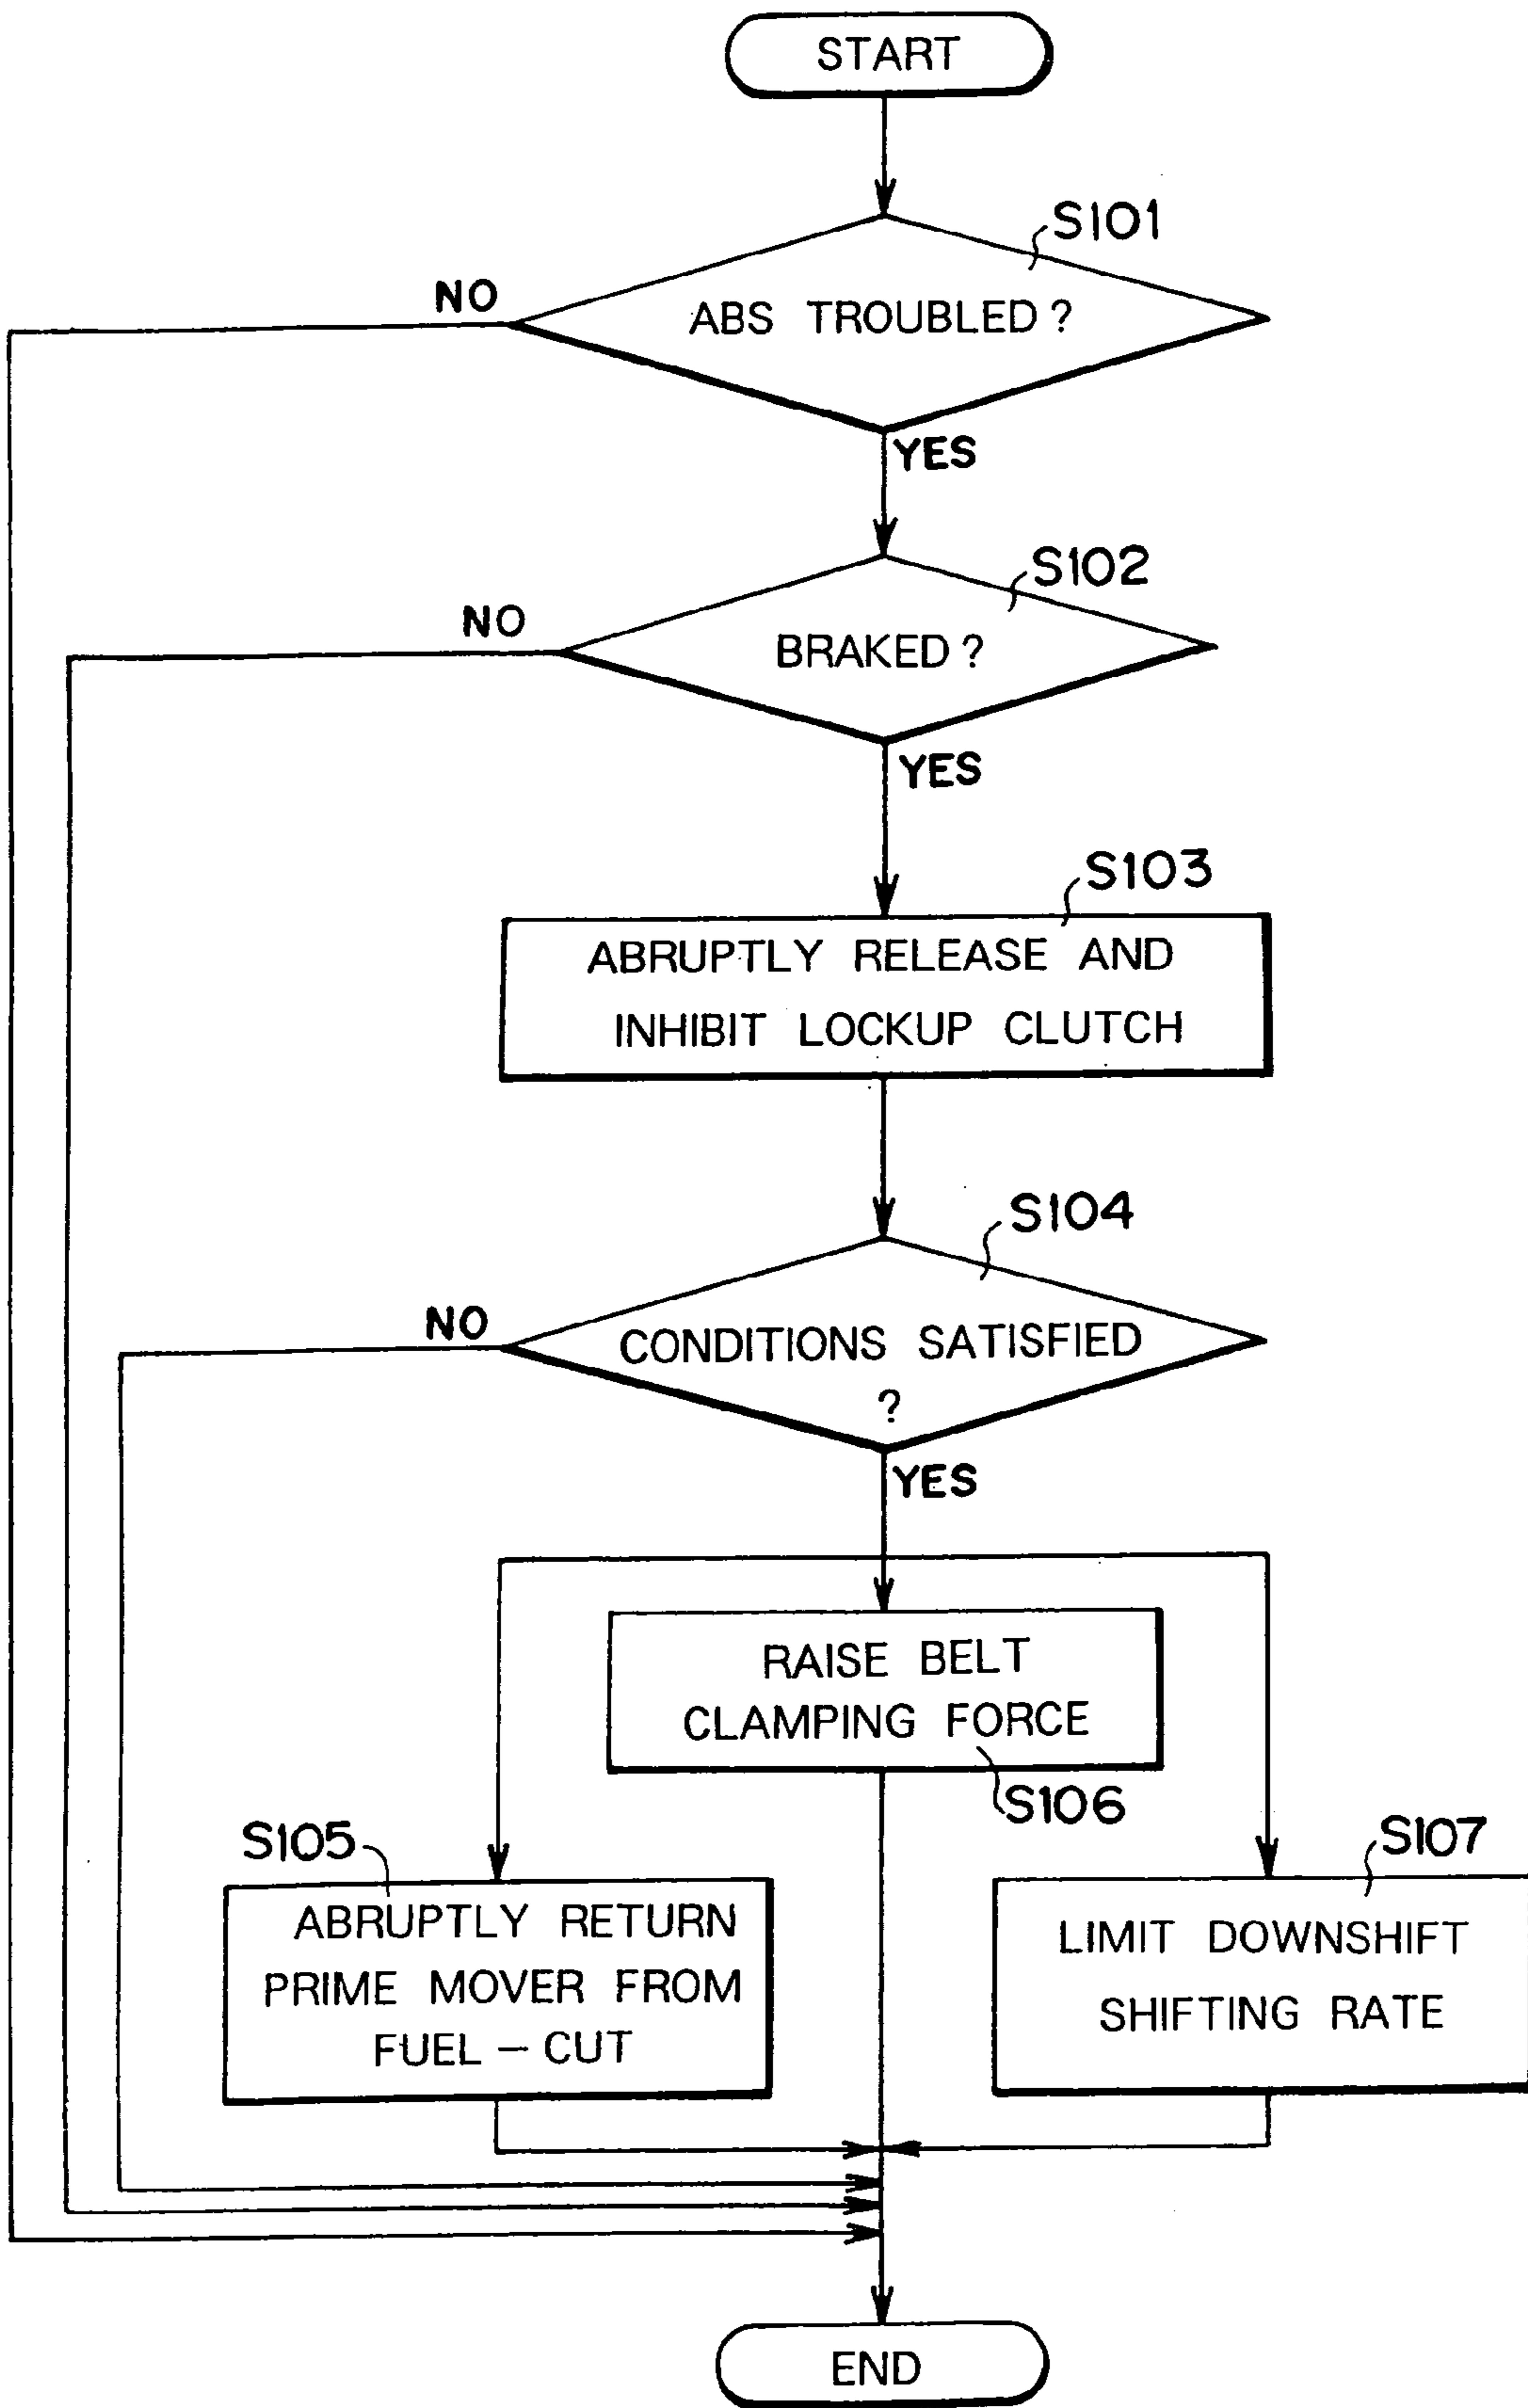 START
S101
NO
ABS TROUBLED?
YES
S102
NO
BRAKED?
YES
S103
ABRUPTLY RELEASE AND
INHIBIT LOCKUP CLUTCH
S104
NO
CONDITIONS SATISFIED
?
YES
RAISE BELT
CLAMPING FORCE
S106
S105
ABRUPTLY RETURN
PRIME MOVER FROM
FUEL – CUT
S107
LIMIT DOWNSHIFT
SHIFTING RATE
END